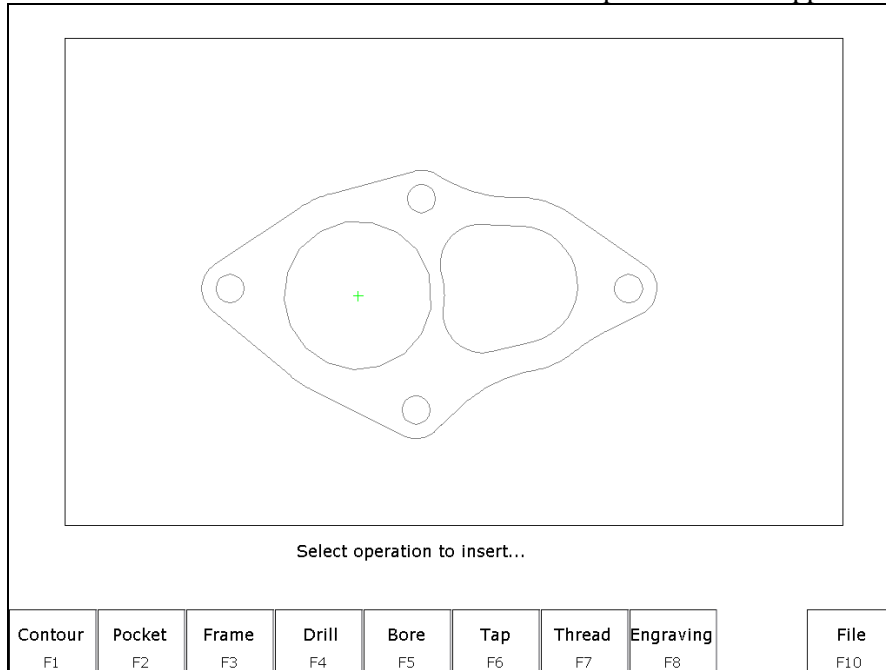 Select operation to insert...
Contour Pocket Frame Drill Bore Tap Thread Engraving File
F1 F2 F3 F4 F5 F6 F7 F8 F10